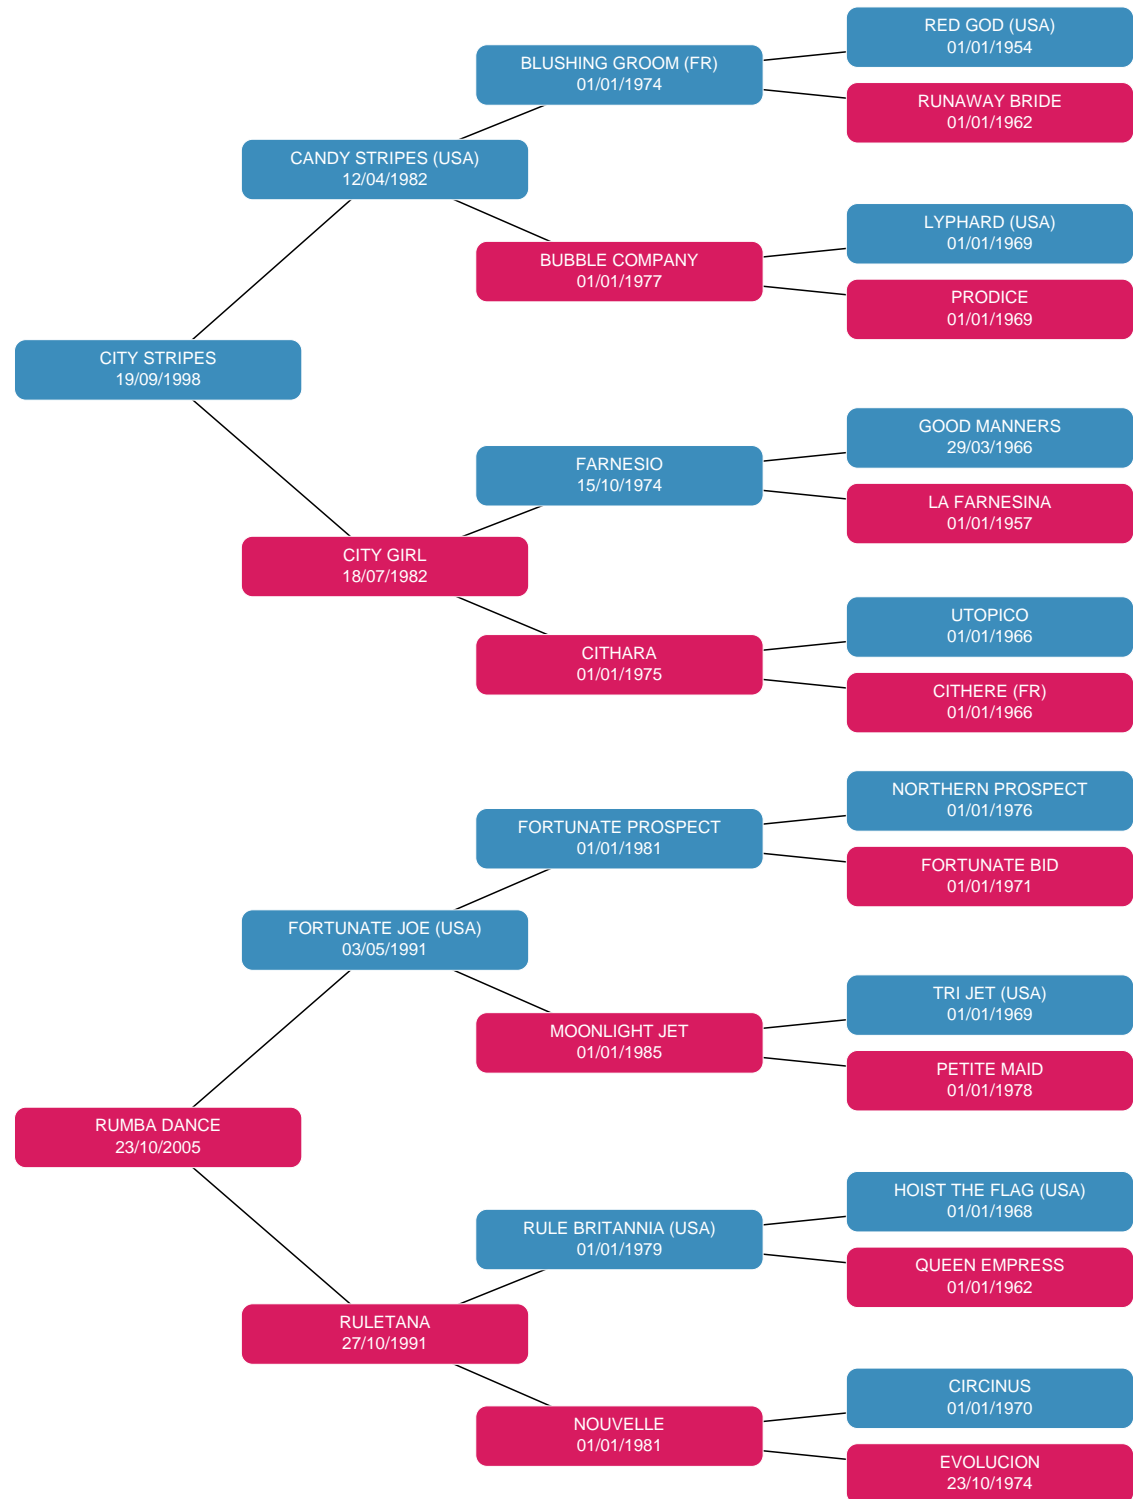 RED GOD (USA)
01/01/1954
BLUSHING GROOM (FR)
01/01/1974
RUNAWAY BRIDE
01/01/1962
CANDY STRIPES (USA)
12/04/1982
LYPHARD (USA)
01/01/1969
BUBBLE COMPANY
01/01/1977
PRODICE
01/01/1969
CITY STRIPES
19/09/1998
GOOD MANNERS
29/03/1966
FARNESIO
15/10/1974
LA FARNESINA
01/01/1957
CITY GIRL
18/07/1982
UTOPICO
01/01/1966
CITHARA
01/01/1975
CITHERE (FR)
01/01/1966
NORTHERN PROSPECT
01/01/1976
FORTUNATE PROSPECT
01/01/1981
FORTUNATE BID
01/01/1971
FORTUNATE JOE (USA)
03/05/1991
TRI JET (USA)
01/01/1969
MOONLIGHT JET
01/01/1985
PETITE MAID
01/01/1978
RUMBA DANCE
23/10/2005
HOIST THE FLAG (USA)
01/01/1968
RULE BRITANNIA (USA)
01/01/1979
QUEEN EMPRESS
01/01/1962
RULETANA
27/10/1991
CIRCINUS
01/01/1970
NOUVELLE
01/01/1981
EVOLUCION
23/10/1974